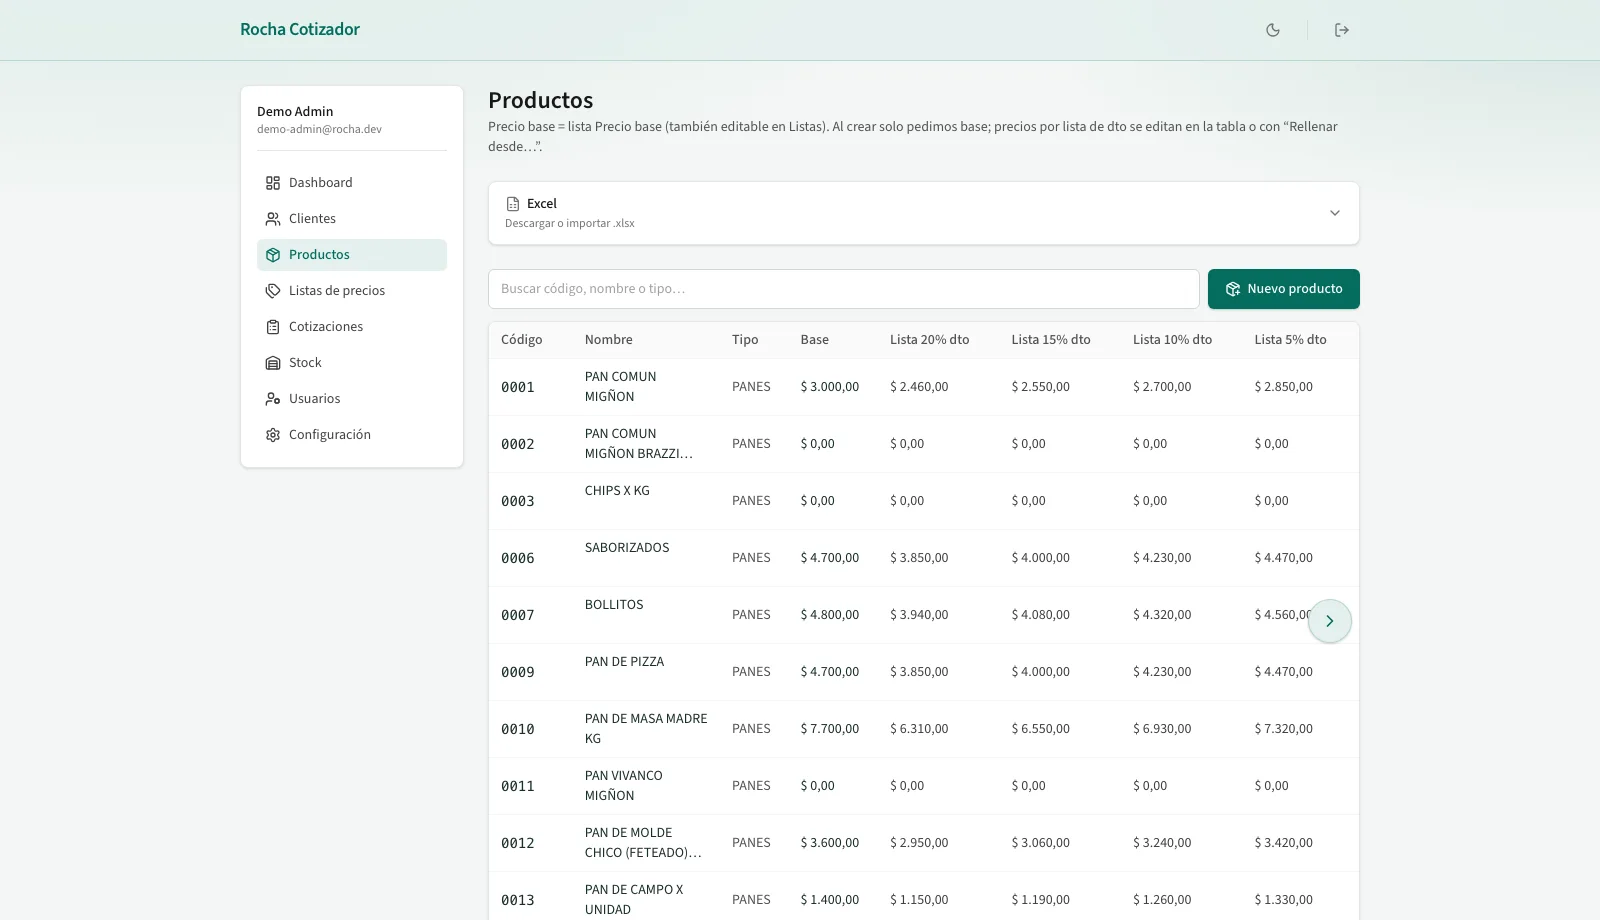 Rocha Cotizador
Demo Admin
demo-admin@rocha.dev
Dashboard
Clientes
Productos
Listas de precios
Cotizaciones
Stock
Usuarios
Configuración
Productos
Precio base = lista Precio base (también editable en Listas). Al crear solo pedimos base; precios por lista de dto se editan en la tabla o con “Rellenar
desde…”.
Excel
Descargar o importar .xlsx
Buscar código, nombre o tipo…
Nuevo producto
Código Nombre Tipo Base Lista 20% dto Lista 15% dto Lista 10% dto Lista 5% dto
0001 PAN COMUN PANES $ 3.000,00 $ 2.460,00 $ 2.550,00 $ 2.700,00 $ 2.850,00
MIGÑON
0002 PAN COMUN PANES $ 0,00 $ 0,00 $ 0,00 $ 0,00 $ 0,00
MIGÑON BRAZZI…
0003 CHIPS X KG PANES $ 0,00 $ 0,00 $ 0,00 $ 0,00 $ 0,00
0006 SABORIZADOS PANES $ 4.700,00 $ 3.850,00 $ 4.000,00 $ 4.230,00 $ 4.470,00
0007 BOLLITOS PANES $ 4.800,00 $ 3.940,00 $ 4.080,00 $ 4.320,00 $ 4.560,00
0009 PAN DE PIZZA PANES $ 4.700,00 $ 3.850,00 $ 4.000,00 $ 4.230,00 $ 4.470,00
0010 PAN DE MASA MADRE PANES $ 7.700,00 $ 6.310,00 $ 6.550,00 $ 6.930,00 $ 7.320,00
KG
0011 PAN VIVANCO PANES $ 0,00 $ 0,00 $ 0,00 $ 0,00 $ 0,00
MIGÑON
0012 PAN DE MOLDE PANES $ 3.600,00 $ 2.950,00 $ 3.060,00 $ 3.240,00 $ 3.420,00
CHICO (FETEADO)…
0013 PAN DE CAMPO X PANES $ 1.400,00 $ 1.150,00 $ 1.190,00 $ 1.260,00 $ 1.330,00
UNIDAD